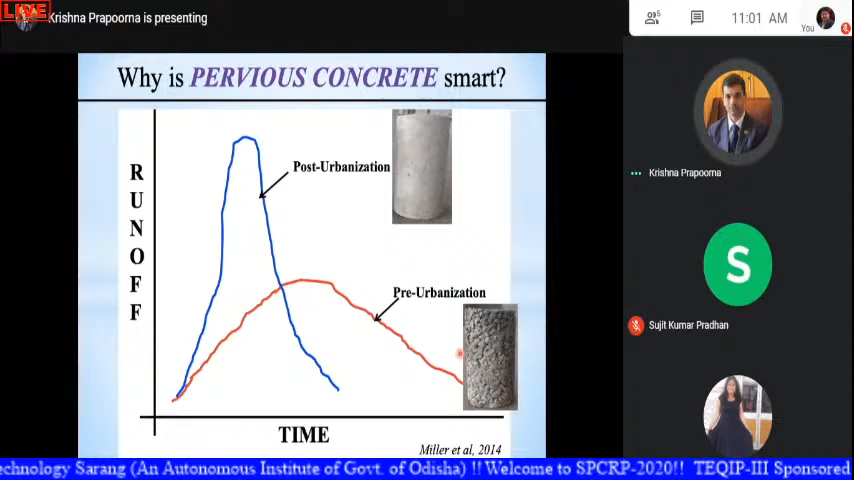 LIVE
Krishna Prapoorna is presenting
5
11:01 AM
You
Why is PERVIOUS CONCRETE smart?
Post-Urbanization
Pre-Urbanization
RUNOFF
TIME
Miller et al, 2014
Krishna Prapoorna
S
Sujit Kumar Pradhan
echnology Sarang (An Autonomous Institute of Govt. of Odisha) !! Welcome to SPCRP-2020!! TEQIP-III Sponsored